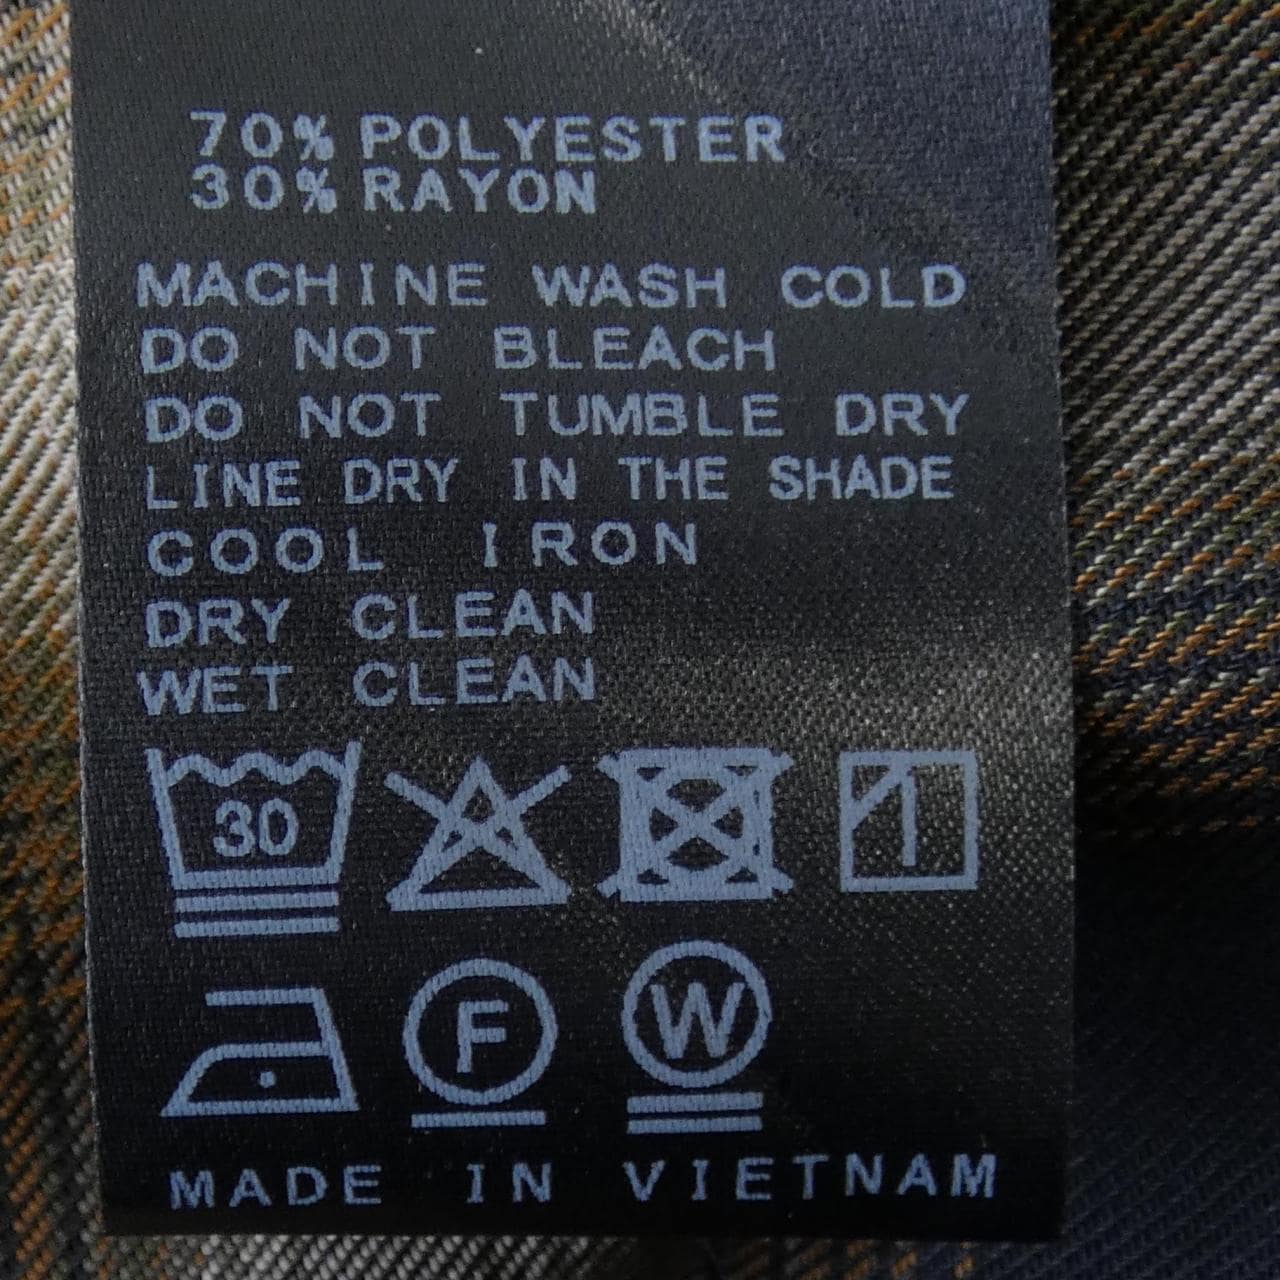 70% POLYESTER
30% RAYON
MACHINE WASH COLD
DO NOT BLEACH
DO NOT TUMBLE DRY
LINE DRY IN THE SHADE
COOL IRON
DRY CLEAN
WET CLEAN
30
F W
MADE IN VIETNAM